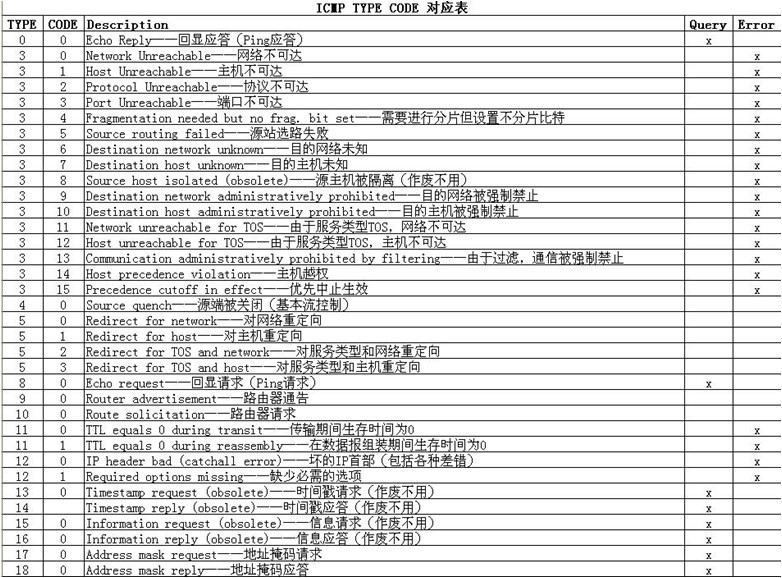 ICMP TYPE CODE 对应表
TYPE CODE Description Query Error
0 0 Echo Reply——回显应答（Ping应答） x
3 0 Network Unreachable——网络不可达 x
3 1 Host Unreachable——主机不可达 x
3 2 Protocol Unreachable——协议不可达 x
3 3 Port Unreachable——端口不可达 x
3 4 Fragmentation needed but no frag. bit set——需要进行分片但设置不分片比特 x
3 5 Source routing failed——源站选路失败 x
3 6 Destination network unknown——目的网络未知 x
3 7 Destination host unknown——目的主机未知 x
3 8 Source host isolated (obsolete)——源主机被隔离（作废不用） x
3 9 Destination network administratively prohibited——目的网络被强制禁止 x
3 10 Destination host administratively prohibited——目的主机被强制禁止 x
3 11 Network unreachable for TOS——由于服务类型TOS，网络不可达 x
3 12 Host unreachable for TOS——由于服务类型TOS，主机不可达 x
3 13 Communication administratively prohibited by filtering——由于过滤，通信被强制禁止 x
3 14 Host precedence violation——主机越权 x
3 15 Precedence cutoff in effect——优先中止生效 x
4 0 Source quench——源端被关闭（基本流控制）
5 0 Redirect for network——对网络重定向
5 1 Redirect for host——对主机重定向
5 2 Redirect for TOS and network——对服务类型和网络重定向
5 3 Redirect for TOS and host——对服务类型和主机重定向
8 0 Echo request——回显请求（Ping请求） x
9 0 Router advertisement——路由器通告
10 0 Route solicitation——路由器请求
11 0 TTL equals 0 during transit——传输期间生存时间为0 x
11 1 TTL equals 0 during reassembly——在数据报组装期间生存时间为0 x
12 0 IP header bad (catchall error)——坏的IP首部（包括各种差错） x
12 1 Required options missing——缺少必需的选项 x
13 0 Timestamp request (obsolete)——时间戳请求（作废不用） x
14 Timestamp reply (obsolete)——时间戳应答（作废不用） x
15 0 Information request (obsolete)——信息请求（作废不用） x
16 0 Information reply (obsolete)——信息应答（作废不用） x
17 0 Address mask request——地址掩码请求 x
18 0 Address mask reply——地址掩码应答 x